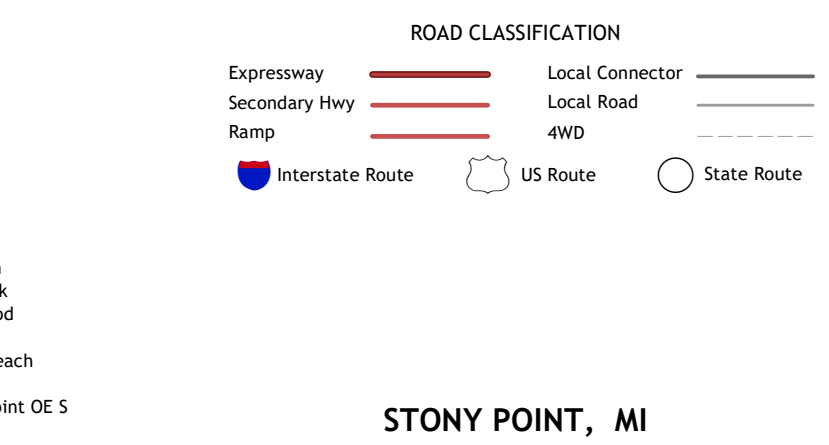 ROAD CLASSIFICATION
Expressway
Local Connector
Secondary Hwy
Local Road
Ramp
4WD
Interstate Route
US Route
State Route
OE S
STONY POINT, MI